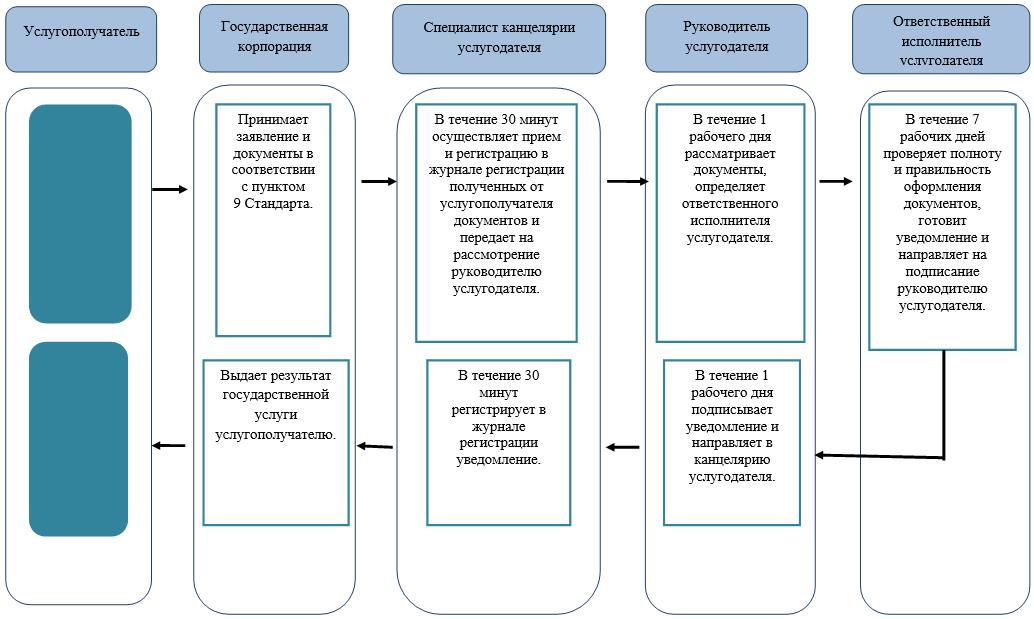 Услугополучатель
Государственная
корпорация
Специалист канцелярии
услугодателя
Руководитель
услугодателя
Ответственный
исполнитель
услугодателя
Принимает
заявление и
документы в
соответствии
с пунктом
9 Стандарта.
В течение 30 минут
осуществляет прием
и регистрацию в
журнале регистрации
полученных от
услугополучателя
документов и
передает на
рассмотрение
руководителю
услугодателя.
В течение 1
рабочего дня
рассматривает
документы,
определяет
ответственного
исполнителя
услугодателя.
В течение 7
рабочих дней
проверяет полноту
и правильность
оформления
документов,
готовит
уведомление и
направляет на
подписание
руководителю
услугодателя.
Выдает результат
государственной
услуги
услугополучателю.
В течение 30
минут
регистрирует в
журнале
регистрации
уведомление.
В течение 1
рабочего дня
подписывает
уведомление и
направляет в
канцелярию
услугодателя.